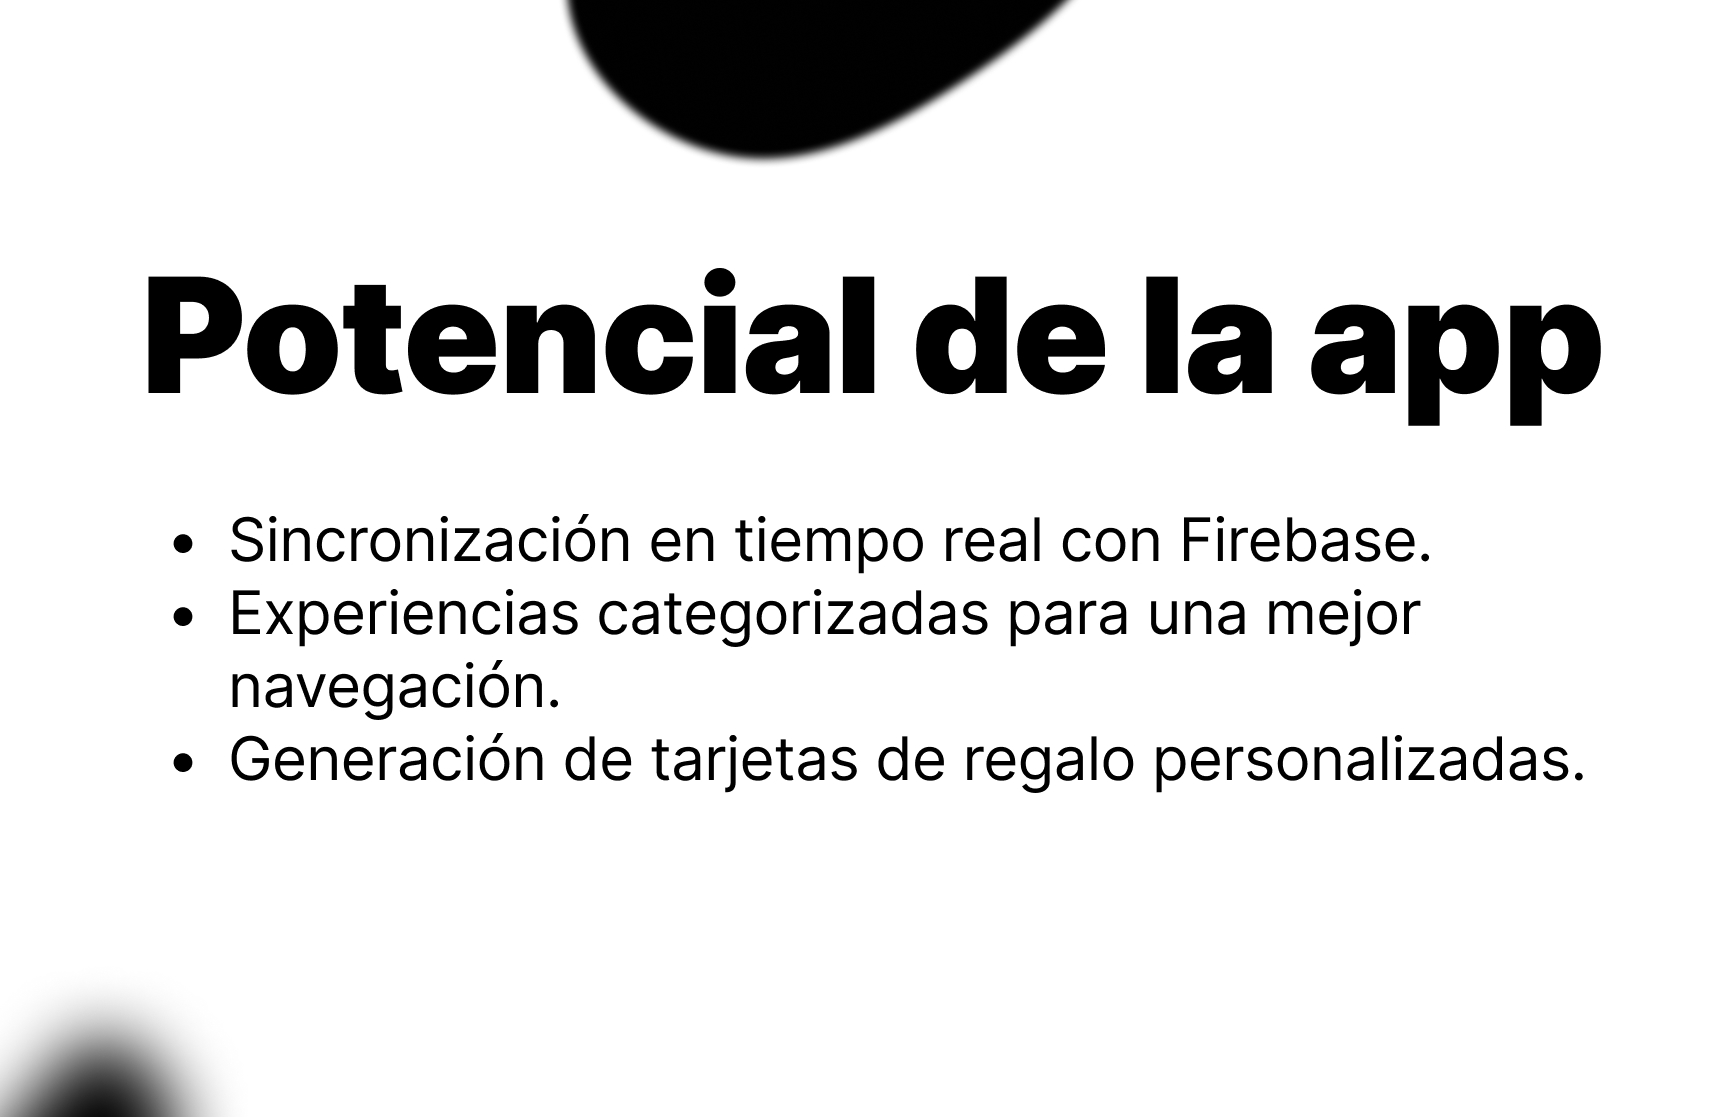 Potencial de la app
• Sincronización en tiempo real con Firebase.
• Experiencias categorizadas para una mejor
navegación.
• Generación de tarjetas de regalo personalizadas.